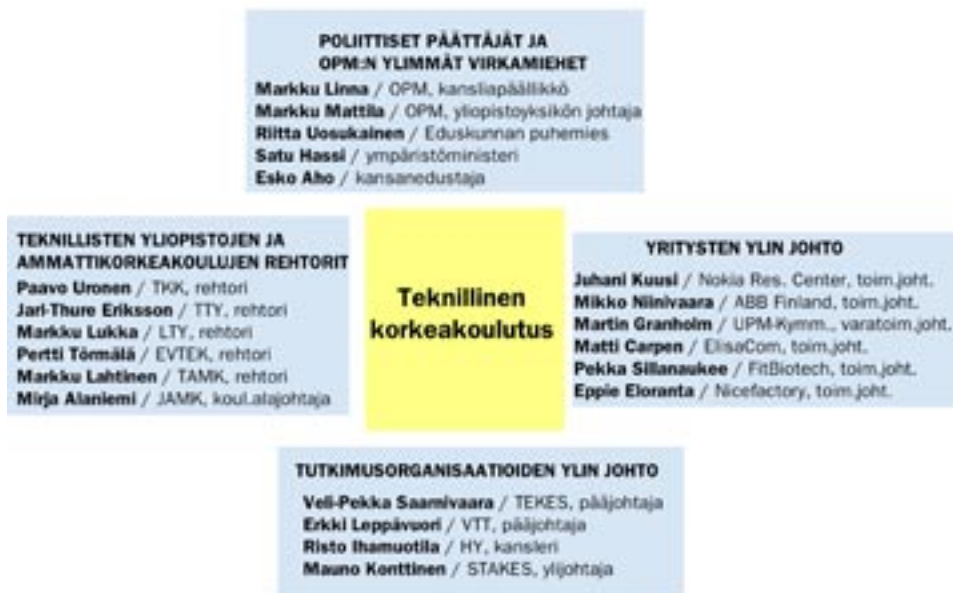 POLIITTISET PÄÄTTÄJÄT JA
OPM:N YLIMMÄT VIRKAMIEHET
Markku Linna / OPM, kansliapäällikkö
Markku Mattila / OPM, yliopistoyksikön johtaja
Riitta Uosukainen / Eduskunnan puhemies
Satu Hassi / ympäristöministeri
Esko Aho / kansanedustaja
TEKNILLISTEN YLIOPISTOJEN JA
AMMATTIKORKEAKOULUJEN REHTORIT
Paavo Uronen / TKK, rehtori
Jarl-Thure Eriksson / TTY, rehtori
Markku Lukka / LTY, rehtori
Pertti Törmälä / EVTEK, rehtori
Markku Lahtinen / TAMK, rehtori
Mirja Alaniemi / JAMK, koul.alajohtaja
Teknillinen
korkeakoulutus
YRITYSTEN YLIN JOHTO
Juhani Kuusi / Nokia Res. Center, toim.joht.
Mikko Niinivaara / ABB Finland, toim.joht.
Martin Granholm / UPM-Kymm., varatoim.joht.
Matti Carpen / ElisaCom, toim.joht.
Pekka Sillanaukee / FitBiotech, toim.joht.
Eppie Eloranta / Nicefactory, toim.joht.
TUTKIMUSORGANISAATIOIDEN YLIN JOHTO
Veli-Pekka Saarnivaara / TEKES, pääjohtaja
Erkki Leppävuori / VTT, pääjohtaja
Risto Ihamuotila / HY, kansleri
Mauno Konttinen / STAKES, ylijohtaja